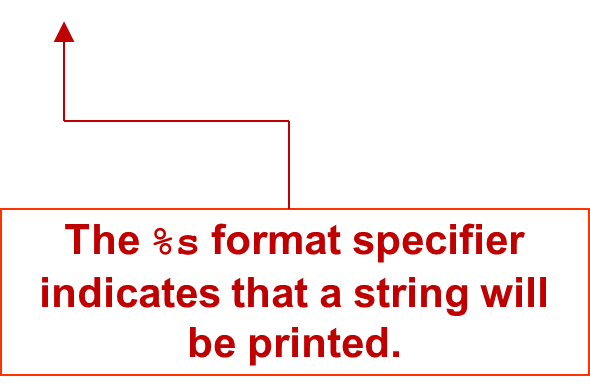 The %s format specifier
indicates that a string will
be printed.